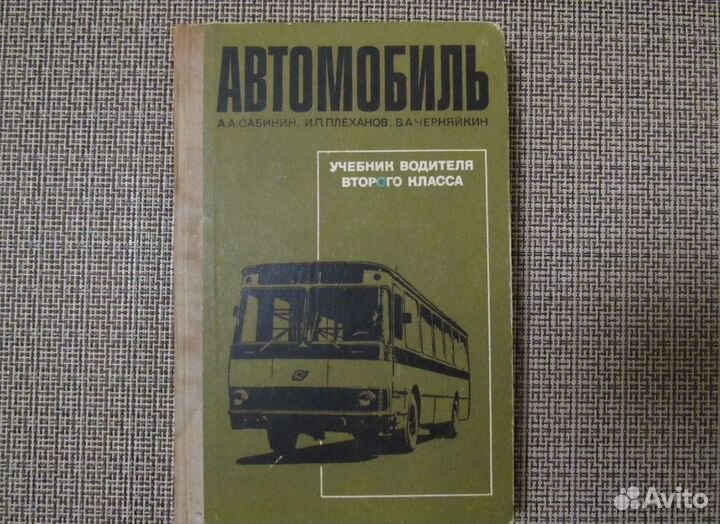 АВТОМОБИЛЬ
А.А.САБИНИН. И.П.ПЛЕХАНОВ. В.А.ЧЕРНЯЙКИН
УЧЕБНИК ВОДИТЕЛЯ
ВТОРОГО КЛАССА
Avito